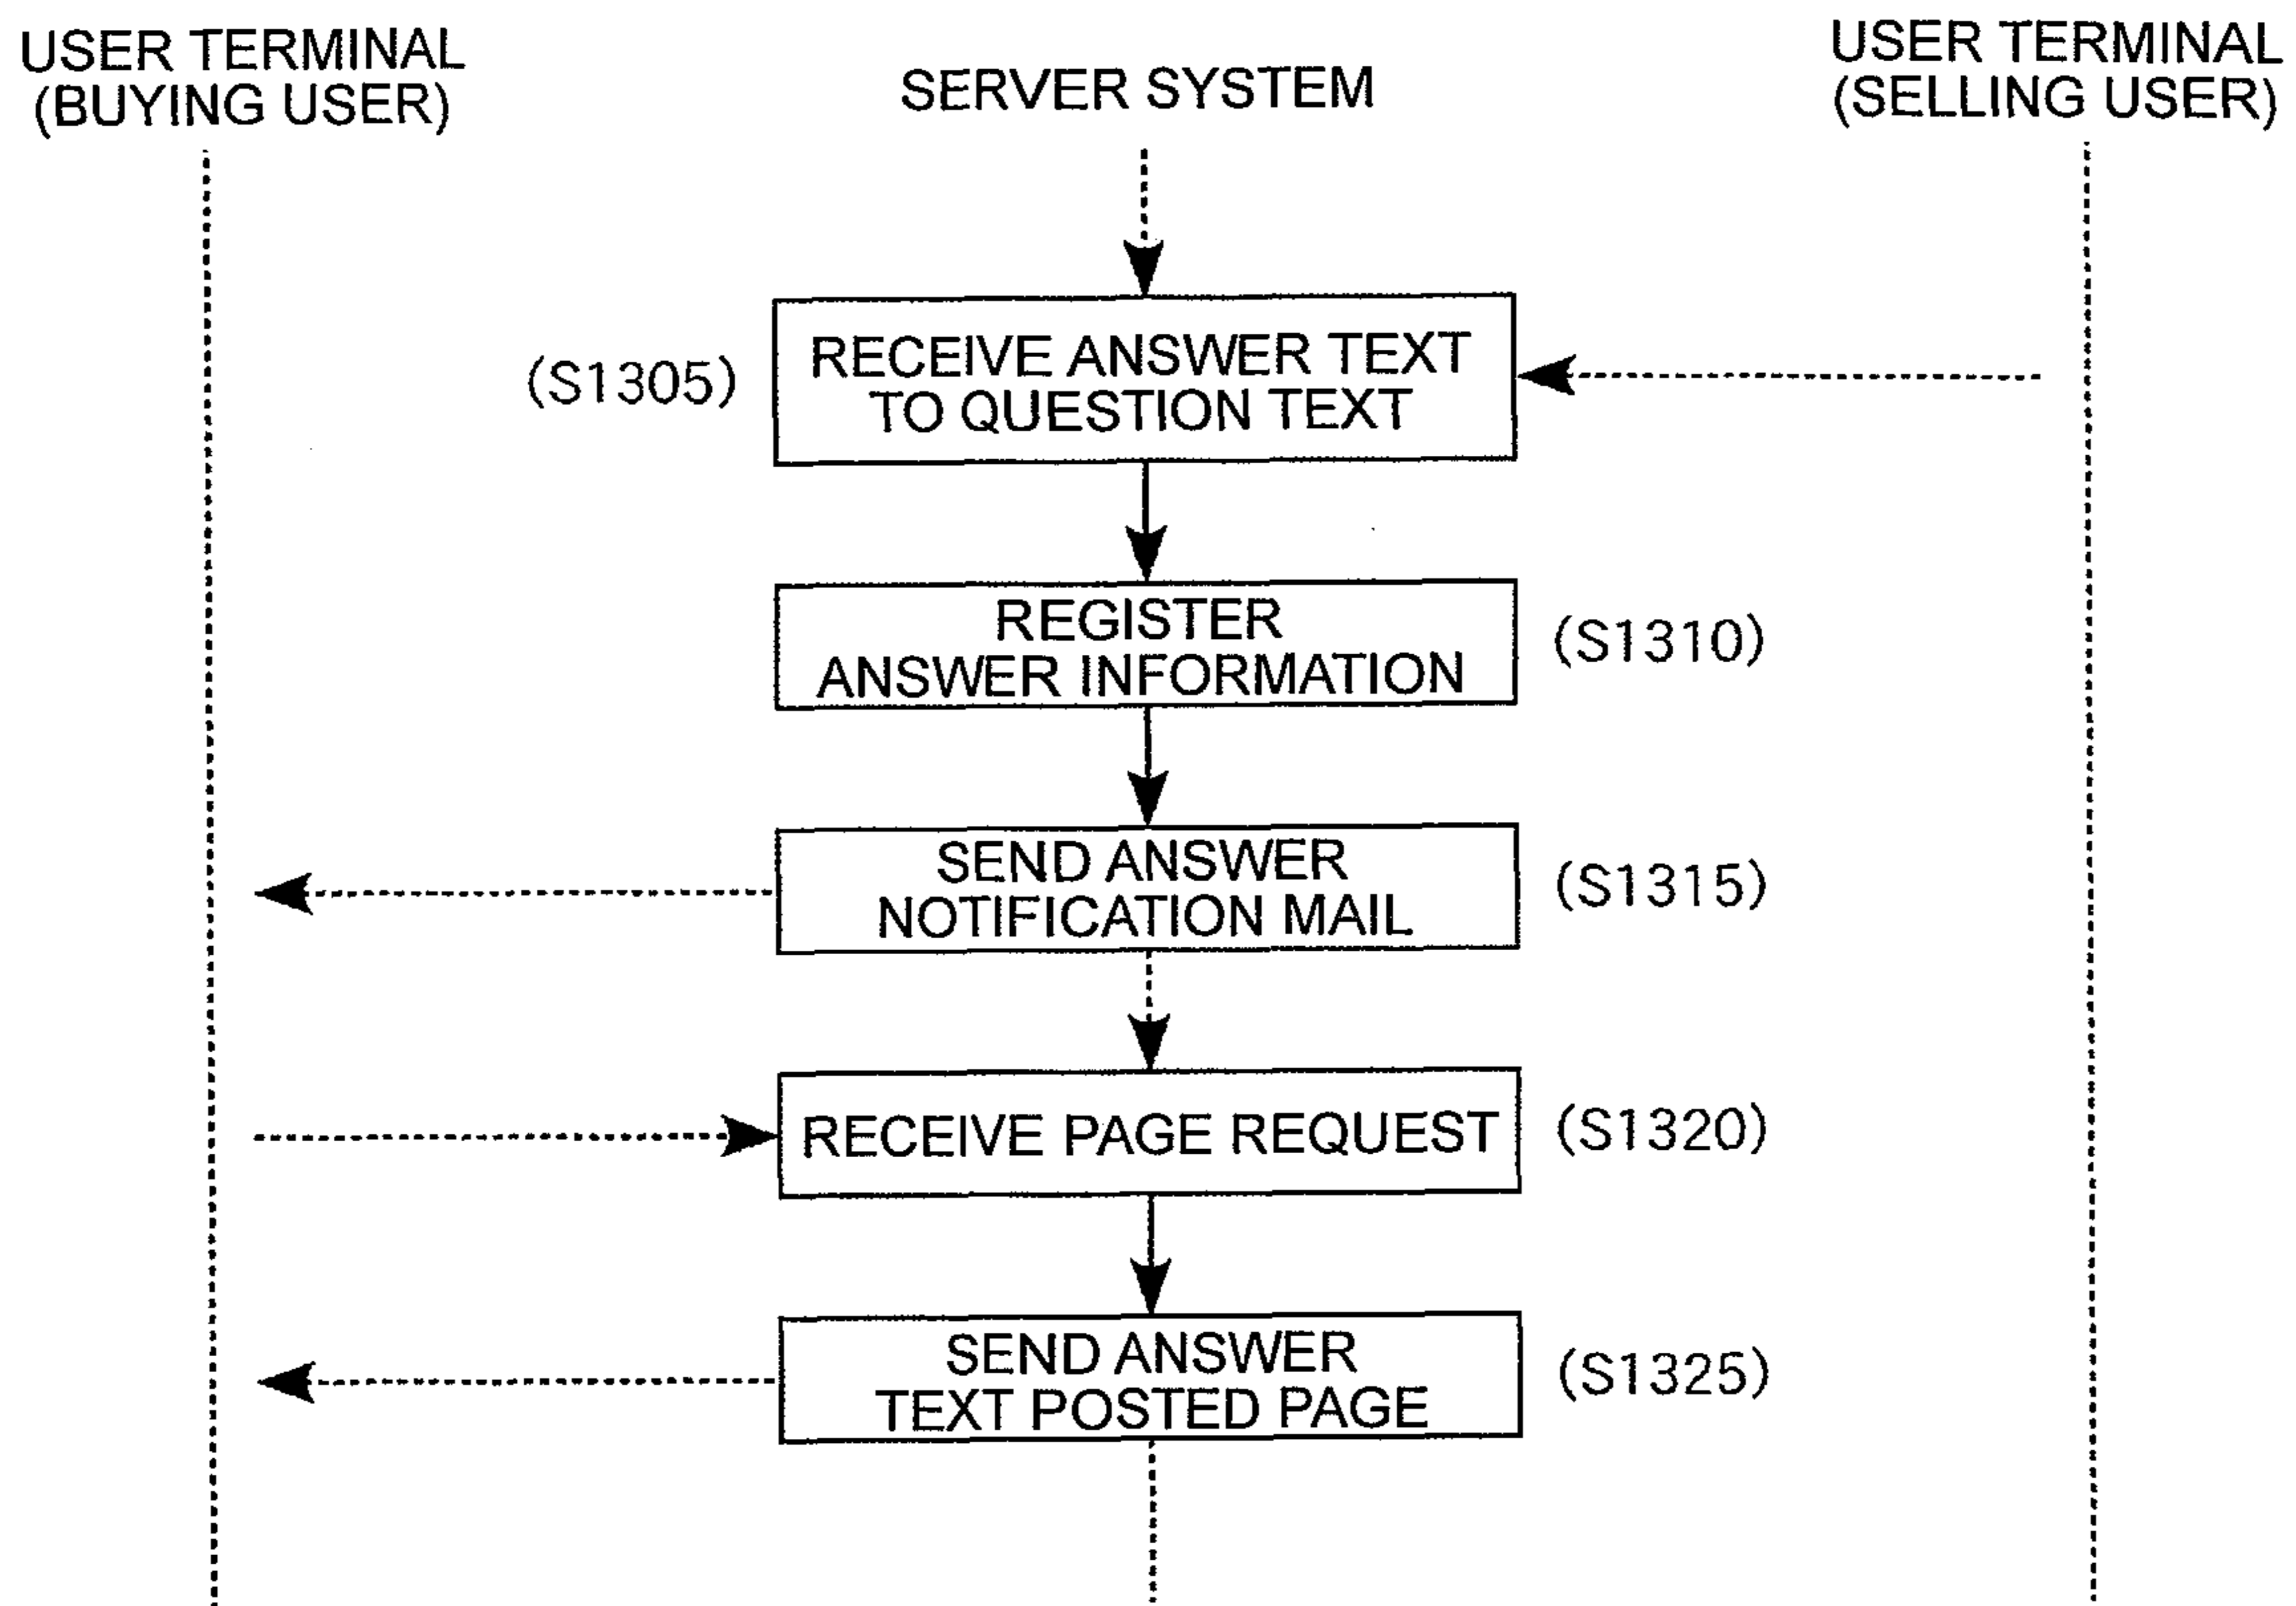 USER TERMINAL
(BUYING USER)
SERVER SYSTEM
USER TERMINAL
(SELLING USER)
(S1305)
RECEIVE ANSWER TEXT
TO QUESTION TEXT
REGISTER
ANSWER INFORMATION
(S1310)
SEND ANSWER
NOTIFICATION MAIL
(S1315)
RECEIVE PAGE REQUEST
(S1320)
SEND ANSWER
TEXT POSTED PAGE
(S1325)